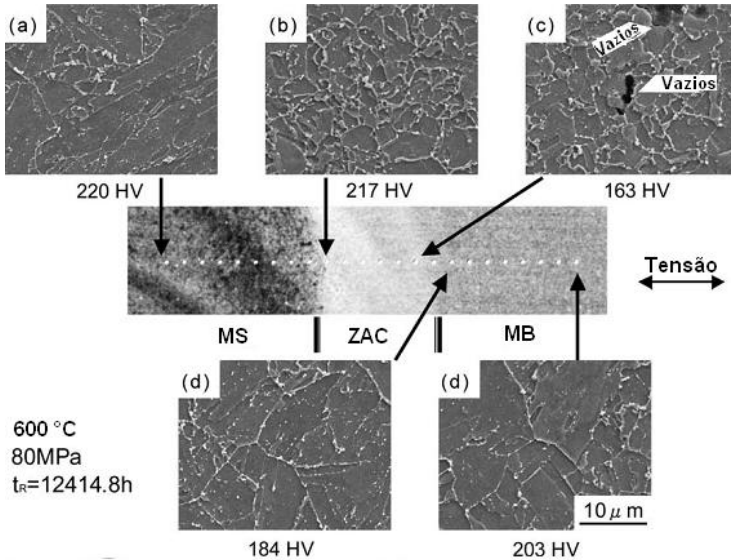 (a)
(b)
(c)
Vazios
Vazios
220 HV
217 HV
163 HV
Tensão
MS
ZAC
MB
(d)
(d)
600 °C
80MPa
tR=12414.8h
10 μ m
184 HV
203 HV